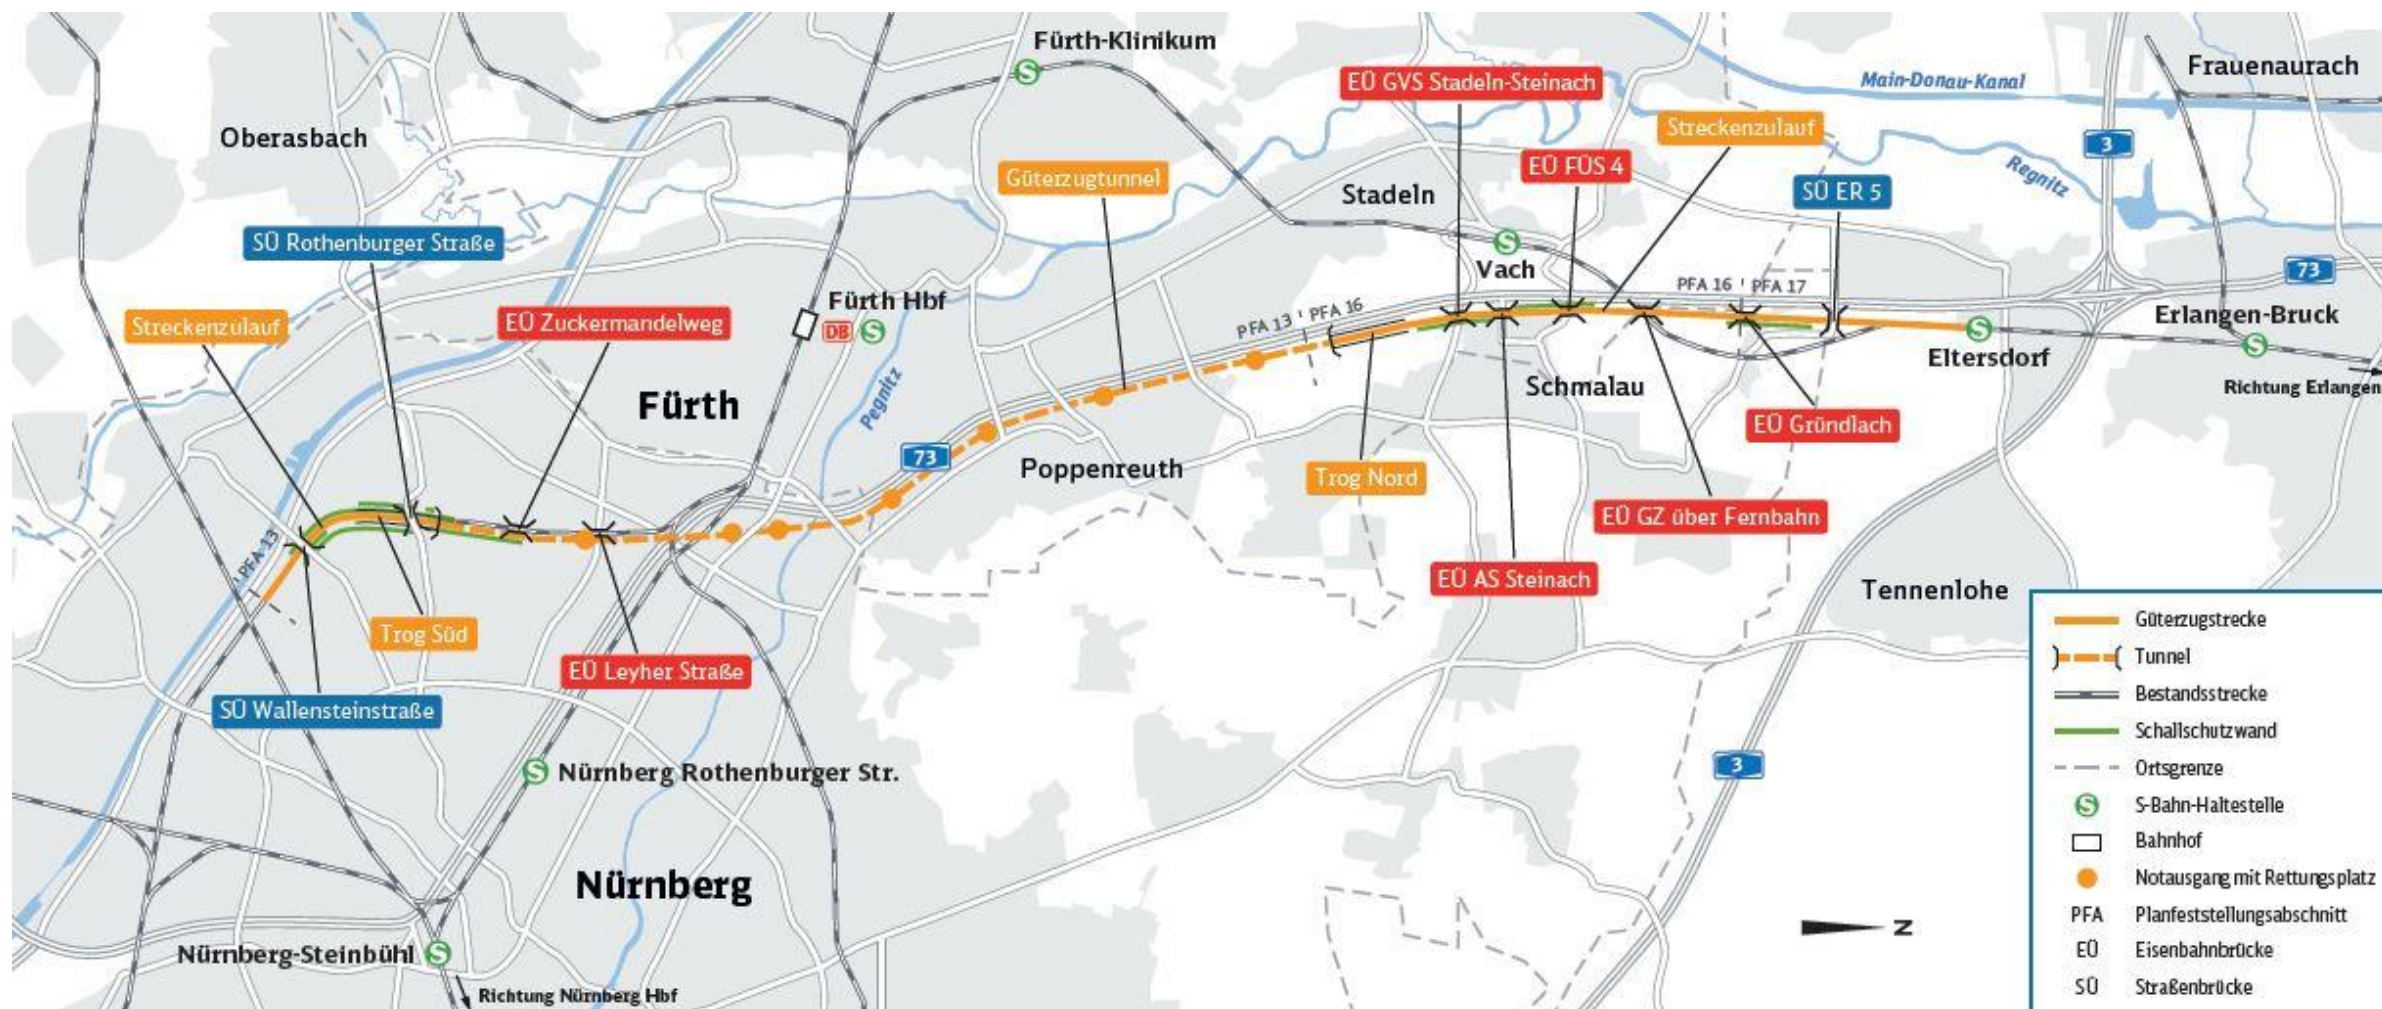 Fürth-Klinikum
Frauenaurach
EÜ GVS Stadeln-Steinach
Main-Donau-Kanal
Oberasbach
Streckenzulauf
3
EÜ FÜS 4
Güterzugtunnel
Regnitz
Stadeln
SÜ ER 5
SÜ Rothenburger Straße
Vach
73
PFA 16
PFA 17
Fürth Hbf
DB
Streckenzulauf
EÜ Zuckermandelweg
PFA 13
PFA 16
Erlangen-Bruck
Eltersdorf
Richtung Erlangen
Schmalau
Pegnitz
Fürth
EÜ Gründlach
73
Poppenreuth
Trog Nord
EÜ GZ über Fernbahn
PFA 13
EÜ AS Steinach
Tennenlohe
Trog Süd
EÜ Leyher Straße
SÜ Wallensteinstraße
3
S Nürnberg Rothenburger Str.
Nürnberg
Nürnberg-Steinbühl S
Richtung Nürnberg Hbf
N
Güterzugstrecke
Tunnel
Bestandsstrecke
Schallschutzwand
Ortsgrenze
S S-Bahn-Haltestelle
Bahnhof
Notausgang mit Rettungsplatz
PFA Planfeststellungsabschnitt
EÜ Eisenbahnbrücke
SÜ Straßenbrücke